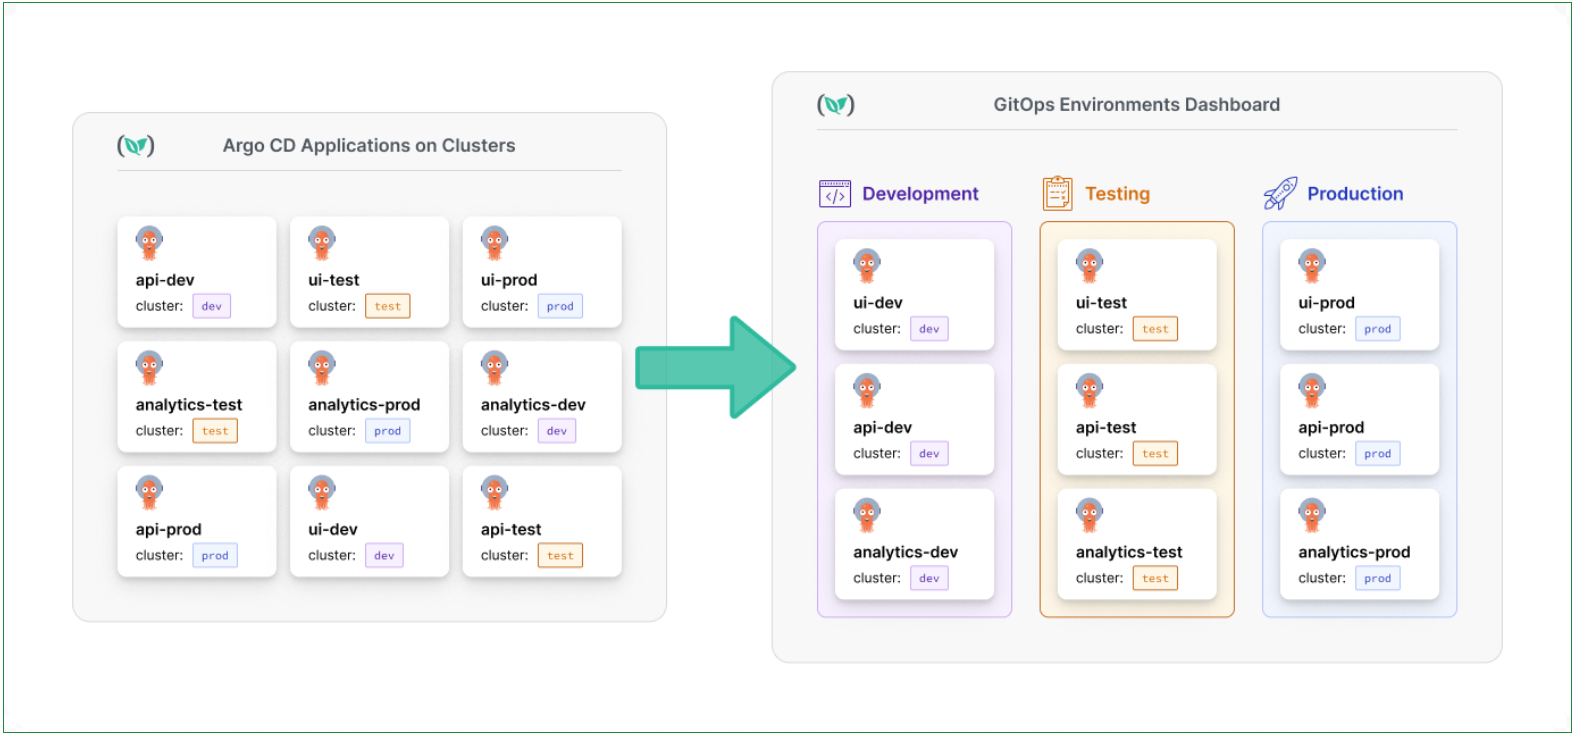 Argo CD Applications on Clusters
api-dev
cluster: dev
ui-test
cluster: test
ui-prod
cluster: prod
analytics-test
cluster: test
analytics-prod
cluster: prod
analytics-dev
cluster: dev
api-prod
cluster: prod
ui-dev
cluster: dev
api-test
cluster: test
GitOps Environments Dashboard
Development
ui-dev
cluster: dev
api-dev
cluster: dev
analytics-dev
cluster: dev
Testing
ui-test
cluster: test
api-test
cluster: test
analytics-test
cluster: test
Production
ui-prod
cluster: prod
api-prod
cluster: prod
analytics-prod
cluster: prod